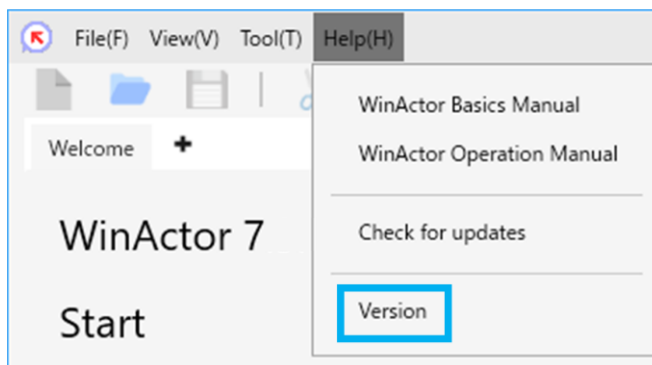 File(F) View(V) Tool(T) Help(H)
WinActor Basics Manual
WinActor Operation Manual
Check for updates
Version
Welcome
WinActor 7
Start